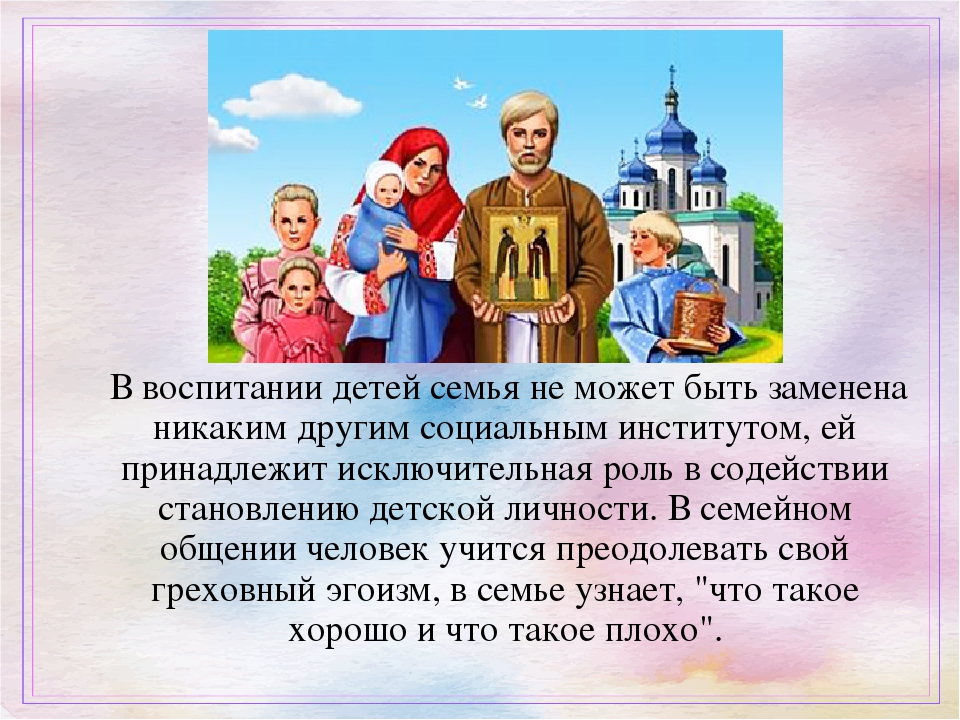 В воспитании детей семья не может быть заменена
никаким другим социальным институтом, ей
принадлежит исключительная роль в содействии
становлению детской личности. В семейном
общении человек учится преодолевать свой
греховный эгоизм, в семье узнает, "что такое
хорошо и что такое плохо".